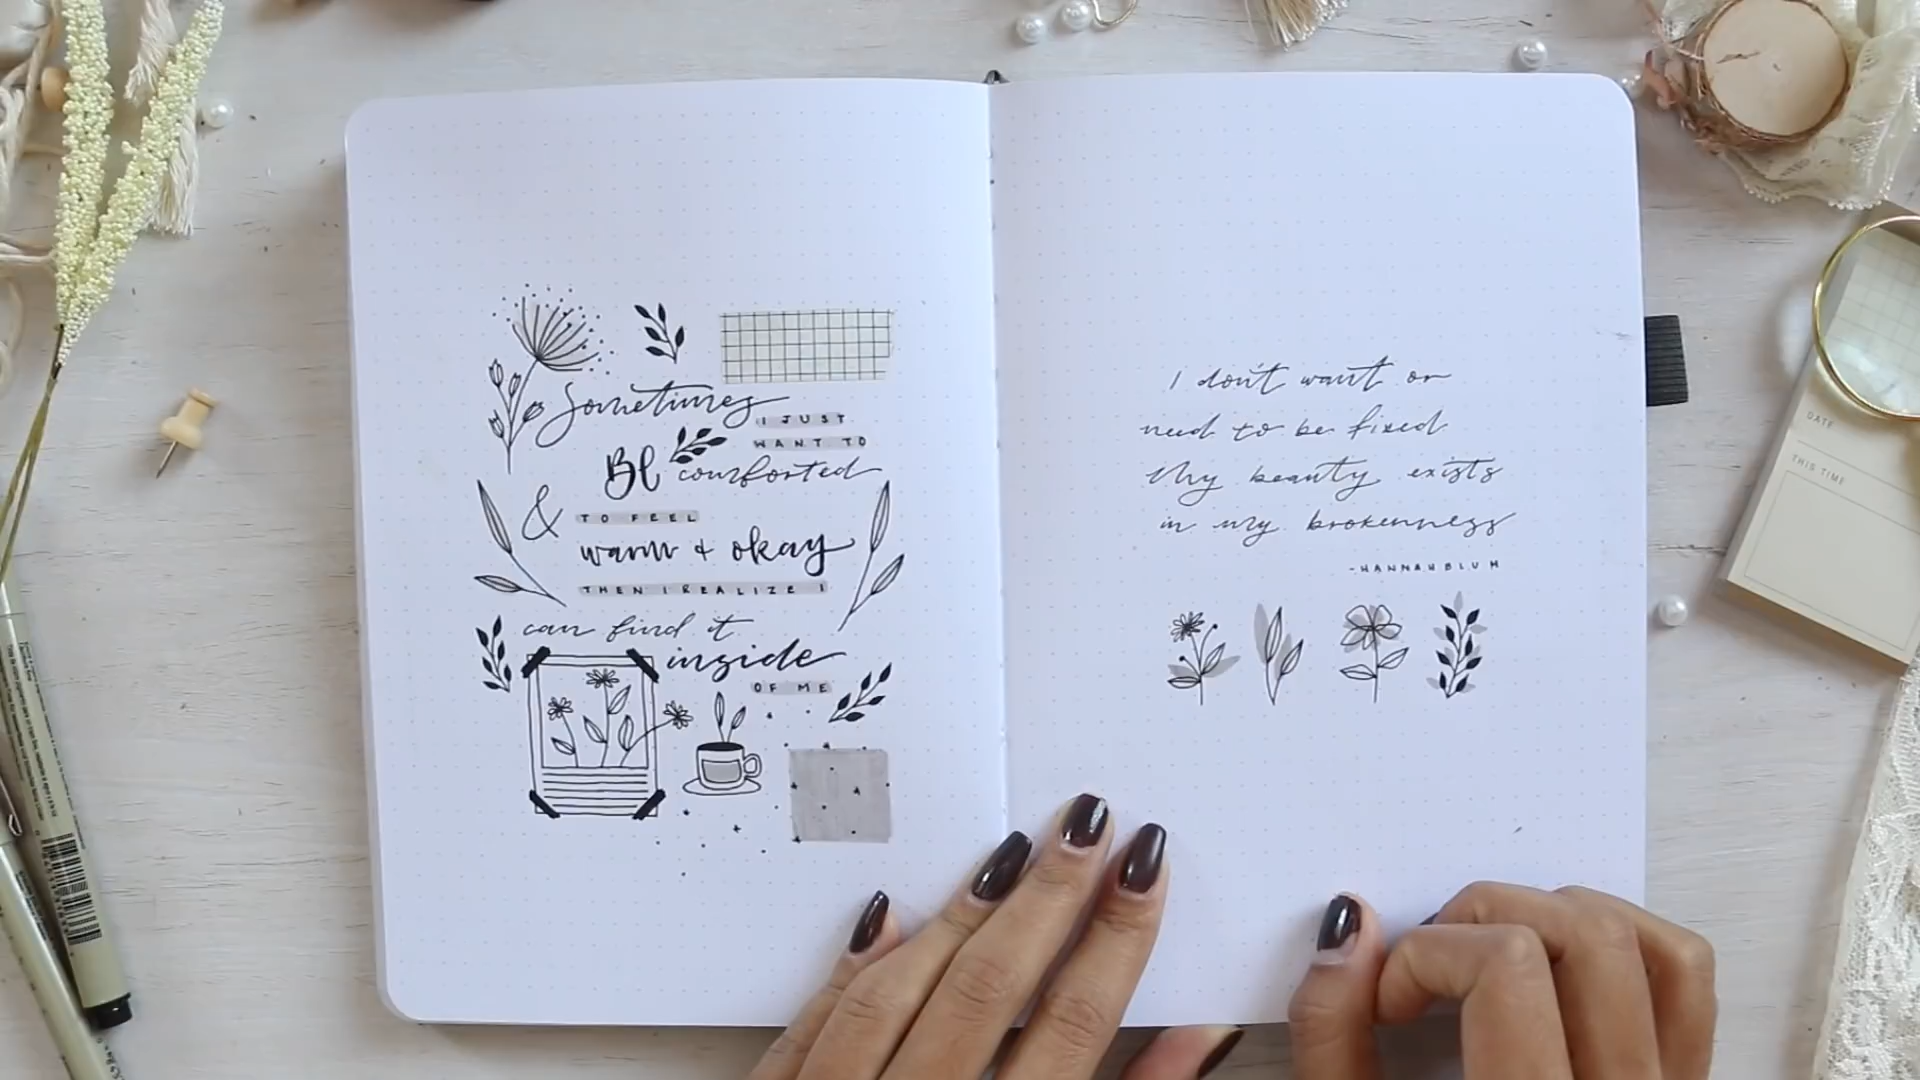 Sometimes
I JUST
WANT TO
Be comforted
& TO FEEL
warm + okay
THEN I REALIZE I
can find it
inside
OF ME
I don't want or
need to be fixed
My beauty exists
in my brokenness
-HANNAH BLUM
DATE
THIS TIME